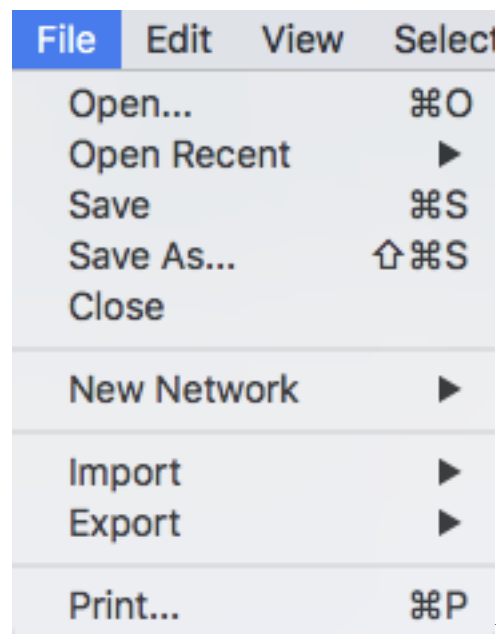 File Edit View Select
Open... ⌘O
Open Recent ▶
Save ⌘S
Save As... ⇧⌘S
Close
New Network ▶
Import ▶
Export ▶
Print... ⌘P